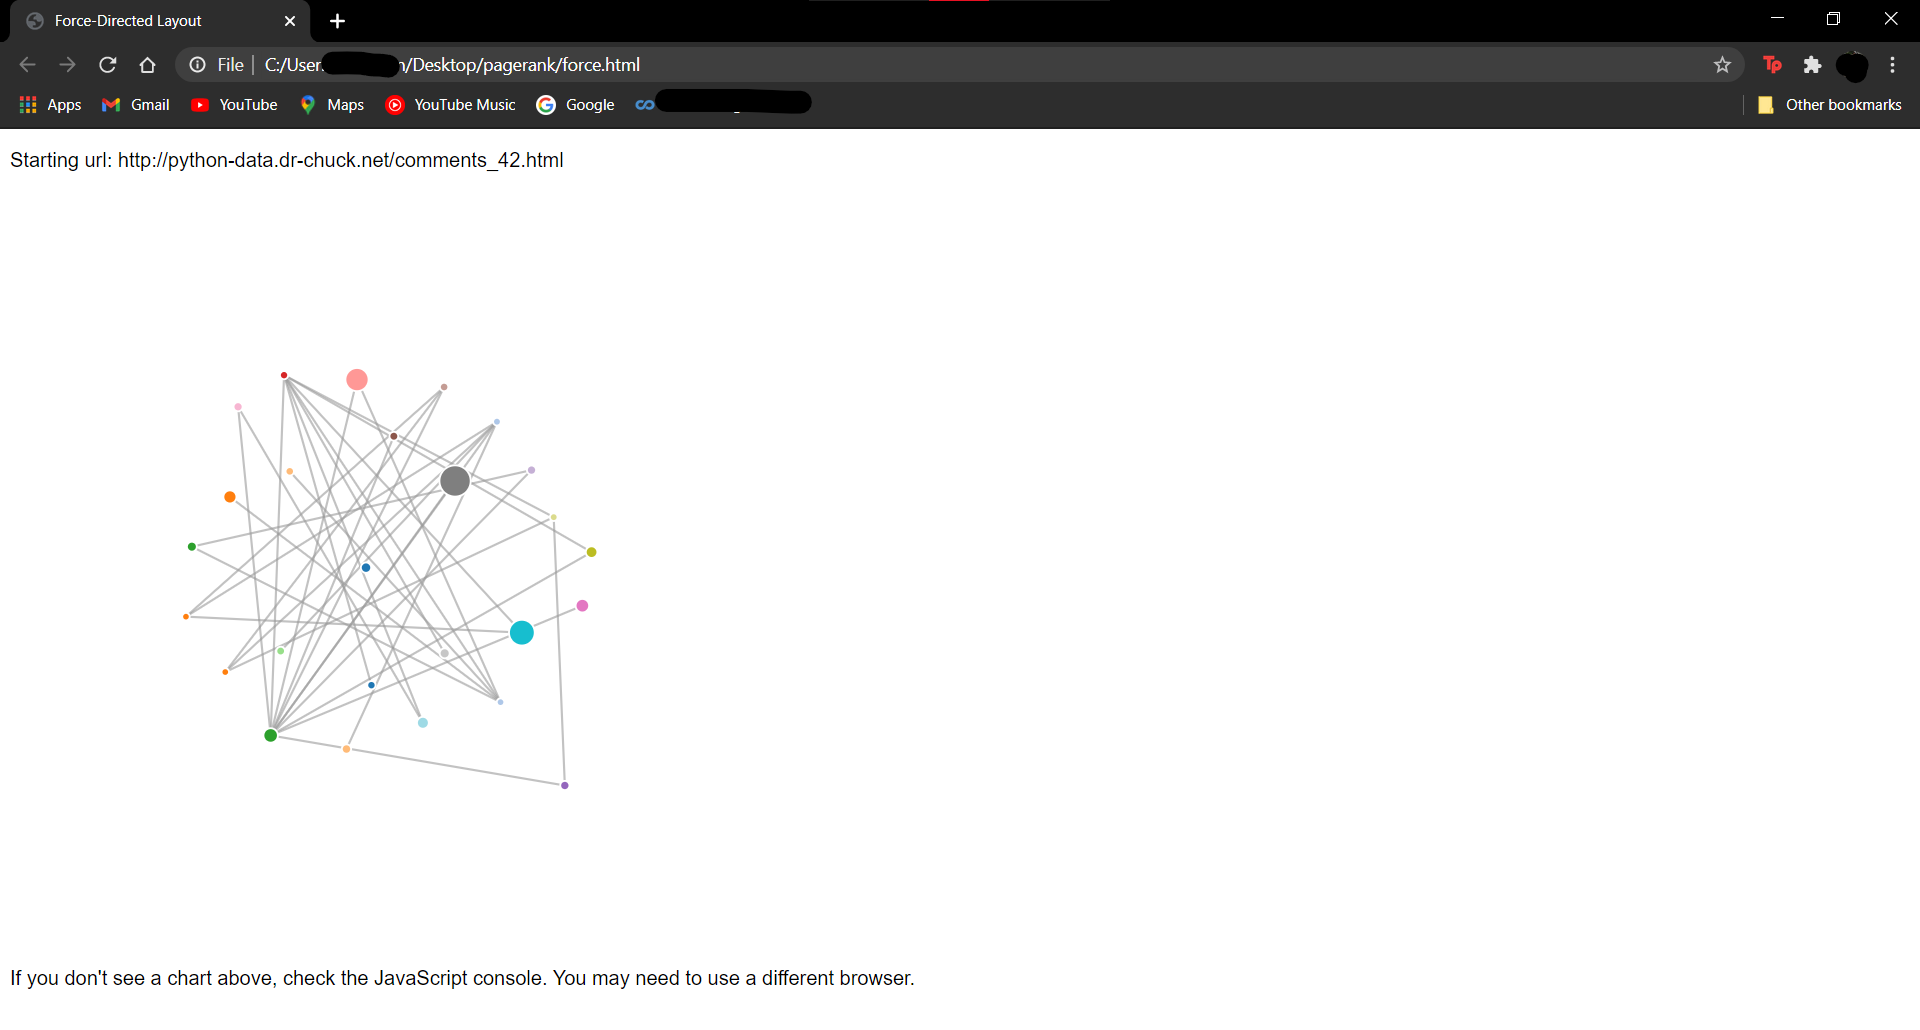 Force-Directed Layout
File | C:/User /Desktop/pagerank/force.html
Tp
Apps Gmail YouTube Maps YouTube Music Google Other bookmarks
Starting url: http://python-data.dr-chuck.net/comments_42.html
If you don't see a chart above, check the JavaScript console. You may need to use a different browser.